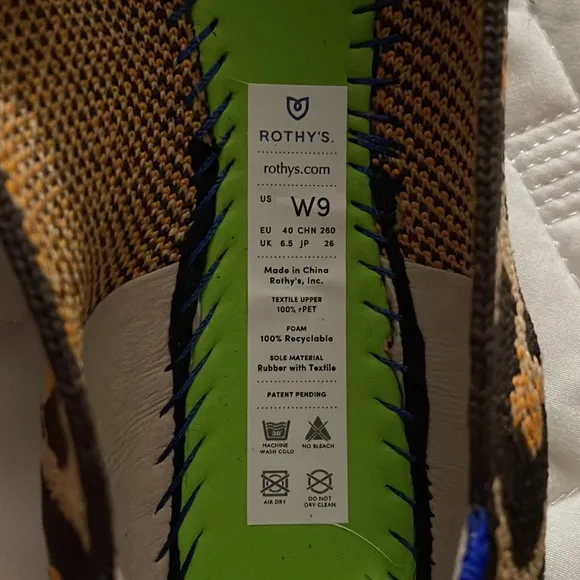 ROTHY'S.
rothys.com
US W9
EU 40 CHN 260
UK 6.5 JP 26
Made in China
Rothy's, Inc.
TEXTILE UPPER
100% rPET
FOAM
100% Recyclable
SOLE MATERIAL
Rubber with Textile
PATENT PENDING
30°
MACHINE WASH COLD
NO BLEACH
AIR DRY
DO NOT DRY CLEAN